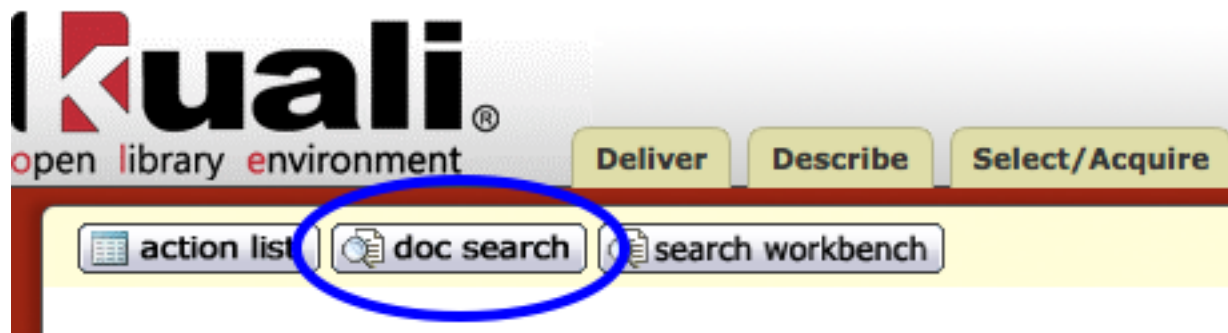 kuali®
open library environment
Deliver Describe Select/Acquire
action list doc search search workbench